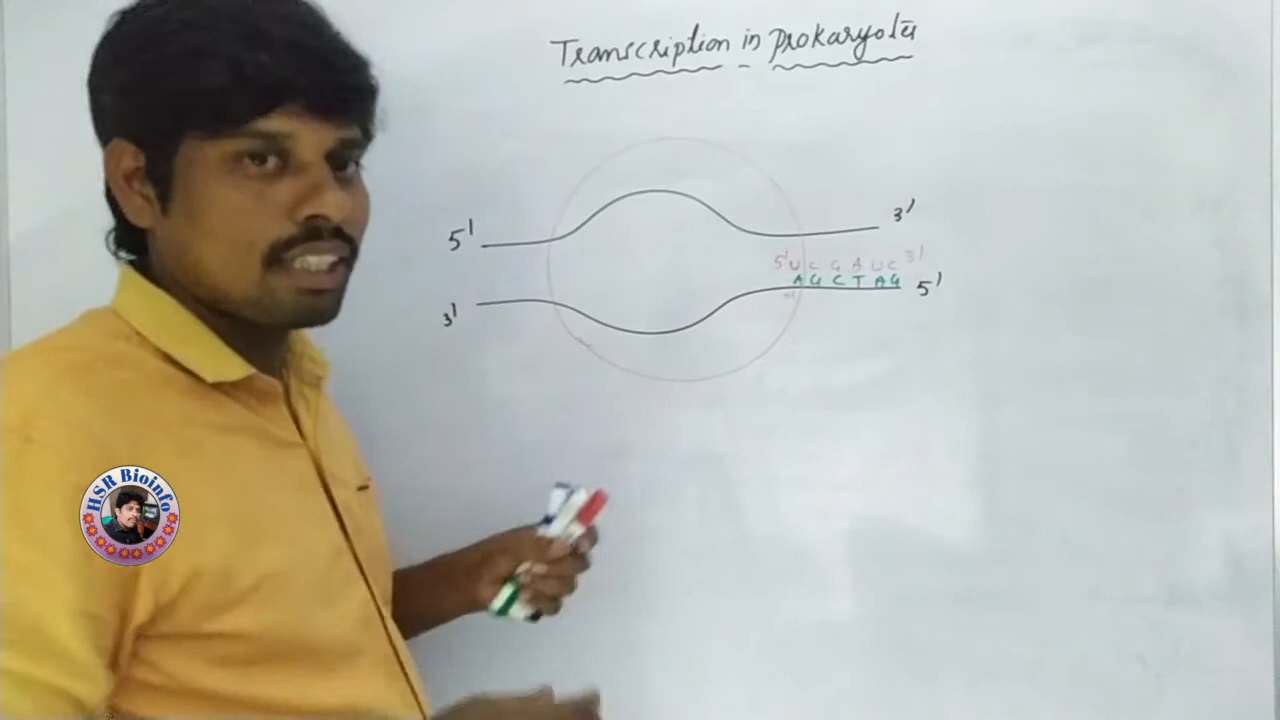 Transcription in prokaryotes
5' 3'
5' U C G A U C 3'
A G C T A G 5'
3'
HSR Bioinfo